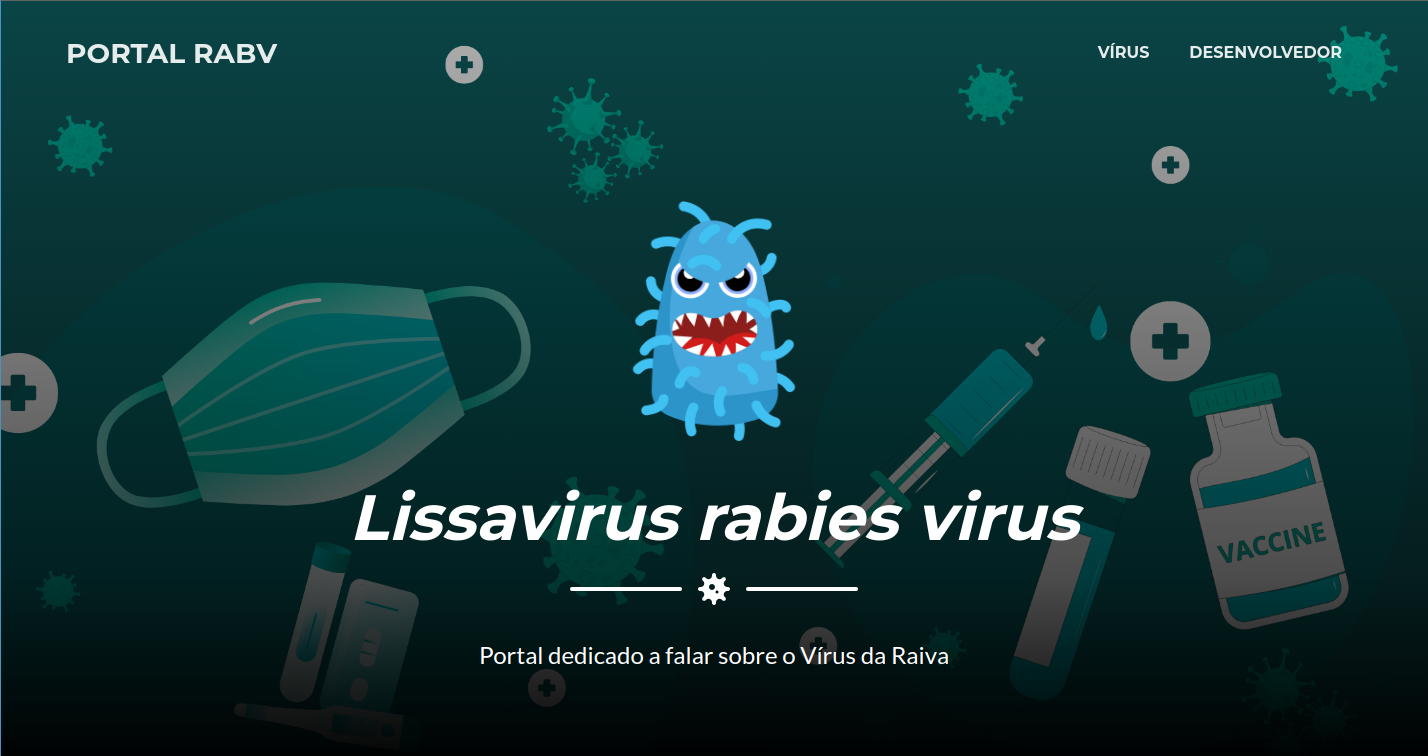 PORTAL RABV
VÍRUS
DESENVOLVEDOR
VACCINE
Lissavirus rabies virus
Portal dedicado a falar sobre o Vírus da Raiva